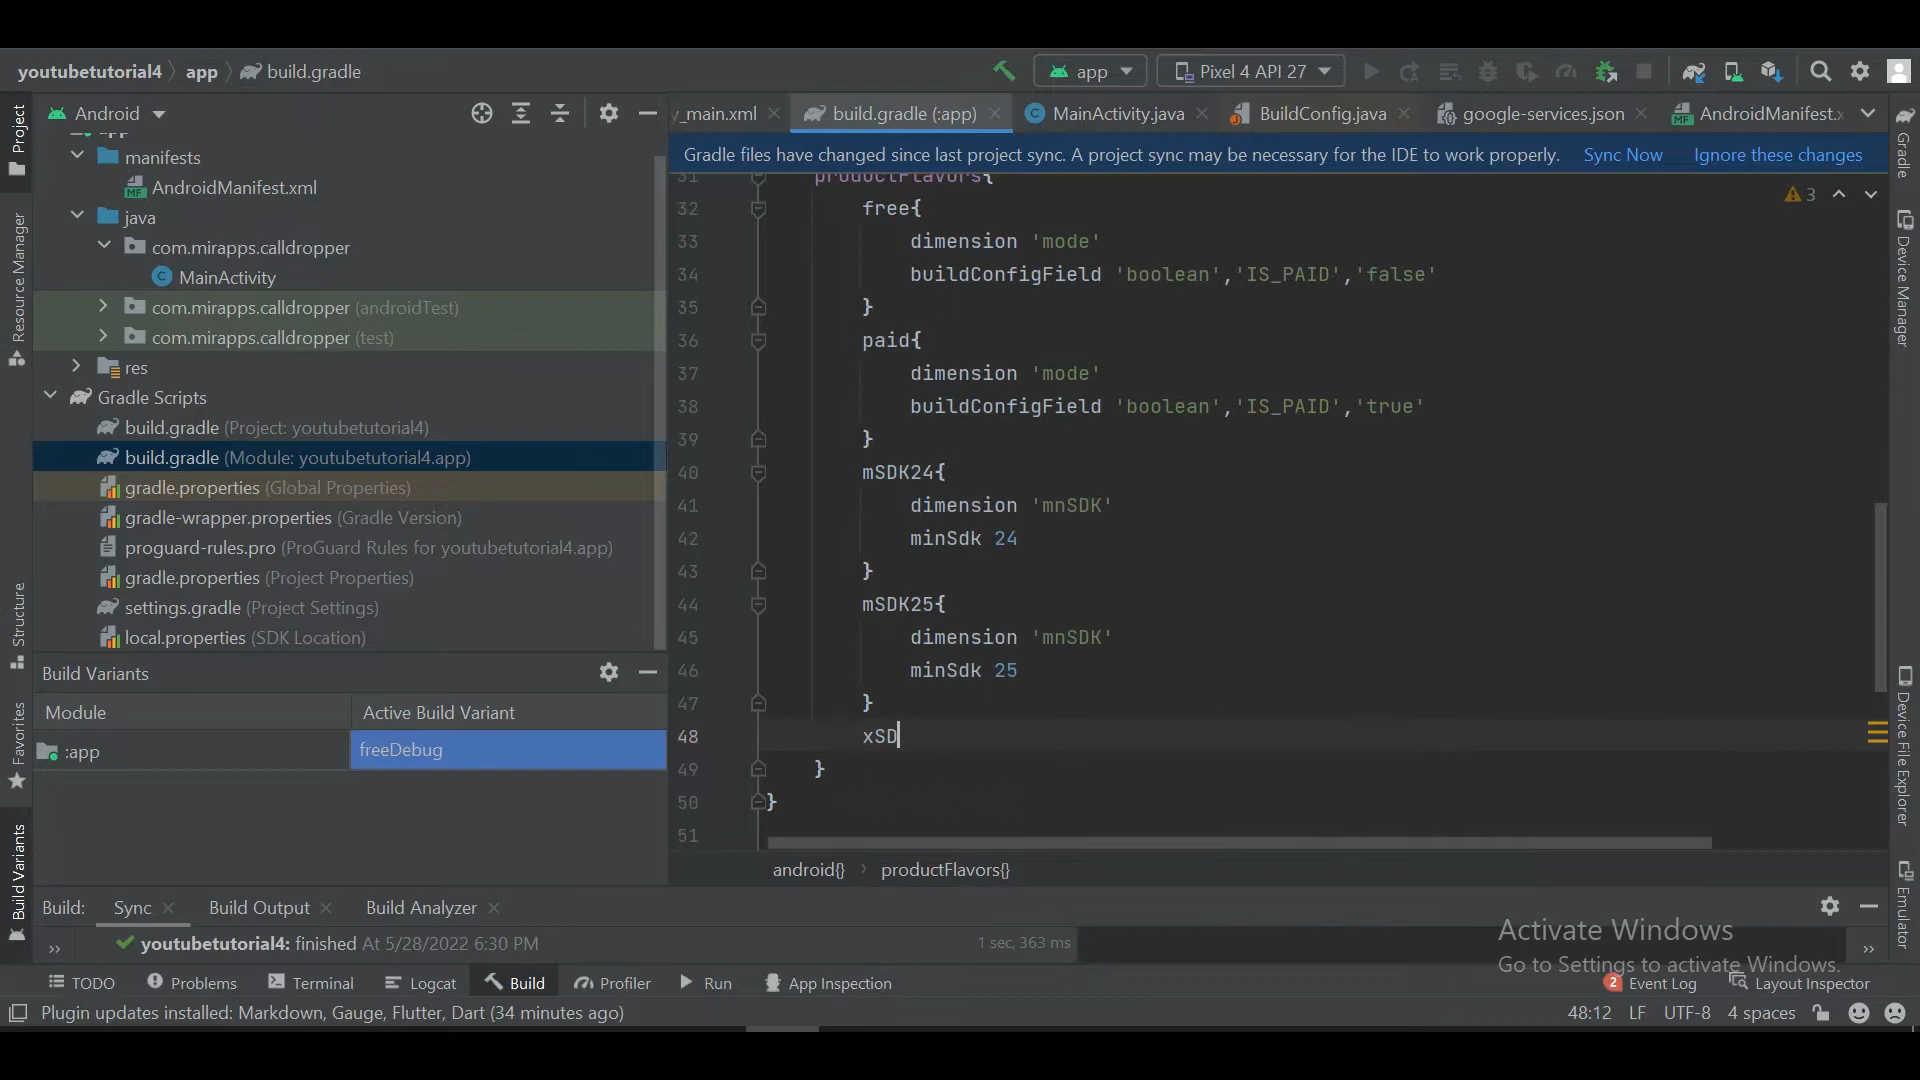 youtubetutorial4 app build.gradle app Pixel 4 API 27
Project
Android
y_main.xml build.gradle (:app) MainActivity.java BuildConfig.java google-services.json AndroidManifest.x
Gradle files have changed since last project sync. A project sync may be necessary for the IDE to work properly. Sync Now Ignore these changes
manifests
AndroidManifest.xml
java
com.mirapps.calldropper
MainActivity
com.mirapps.calldropper (androidTest)
com.mirapps.calldropper (test)
res
Gradle Scripts
build.gradle (Project: youtubetutorial4)
build.gradle (Module: youtubetutorial4.app)
gradle.properties (Global Properties)
gradle-wrapper.properties (Gradle Version)
proguard-rules.pro (ProGuard Rules for youtubetutorial4.app)
gradle.properties (Project Properties)
settings.gradle (Project Settings)
local.properties (SDK Location)
Build Variants
Module Active Build Variant
:app freeDebug
Resource Manager
Structure
Favorites
Build Variants
31 productFlavors{
32 free{
33 dimension 'mode'
34 buildConfigField 'boolean','IS_PAID','false'
35 }
36 paid{
37 dimension 'mode'
38 buildConfigField 'boolean','IS_PAID','true'
39 }
40 mSDK24{
41 dimension 'mnSDK'
42 minSdk 24
43 }
44 mSDK25{
45 dimension 'mnSDK'
46 minSdk 25
47 }
48 xSD
49 }
50 }
51
3
android{} productFlavors{}
Gradle
Device Manager
Device File Explorer
Emulator
Build: Sync Build Output Build Analyzer
youtubetutorial4: finished At 5/28/2022 6:30 PM 1 sec, 363 ms
Activate Windows
Go to Settings to activate Windows.
TODO Problems Terminal Logcat Build Profiler Run App Inspection 2 Event Log Layout Inspector
Plugin updates installed: Markdown, Gauge, Flutter, Dart (34 minutes ago) 48:12 LF UTF-8 4 spaces